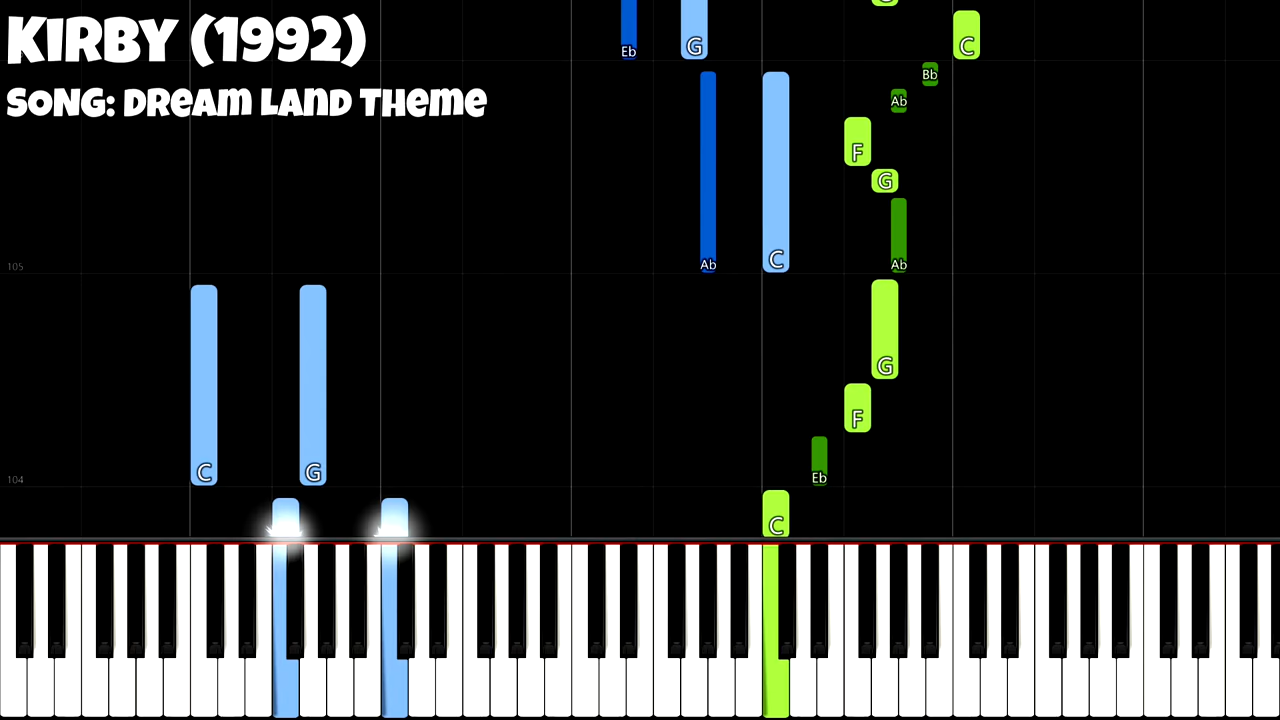 KIRBY (1992)
SONG: DREAM LAND THEME
G
C
Eb
G
Bb
Ab
F
G
105
Ab
C
Ab
G
F
104
C
G
Eb
C